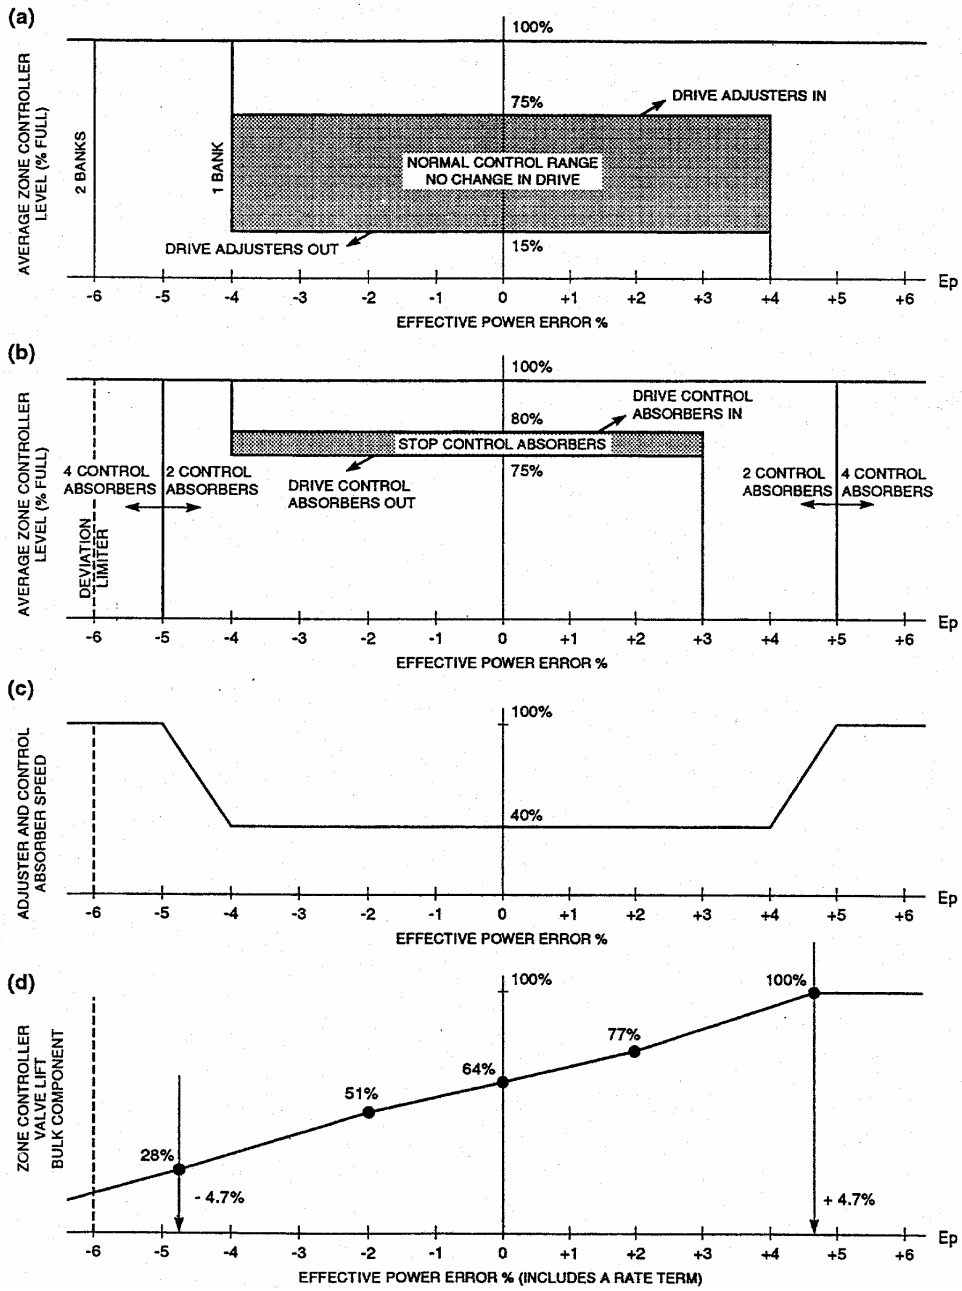 (a)
100%
DRIVE ADJUSTERS IN
75%
AVERAGE ZONE CONTROLLER
LEVEL (% FULL)
2 BANKS
1 BANK
NORMAL CONTROL RANGE
NO CHANGE IN DRIVE
DRIVE ADJUSTERS OUT
15%
-6 -5 -4 -3 -2 -1 0 +1 +2 +3 +4 +5 +6 Ep
EFFECTIVE POWER ERROR %
(b)
100%
DRIVE CONTROL
ABSORBERS IN
80%
STOP CONTROL ABSORBERS
75%
AVERAGE ZONE CONTROLLER
LEVEL (% FULL)
4 CONTROL
ABSORBERS
2 CONTROL
ABSORBERS
DRIVE CONTROL
ABSORBERS OUT
2 CONTROL
ABSORBERS
4 CONTROL
ABSORBERS
DEVIATION
LIMITER
-6 -5 -4 -3 -2 -1 0 +1 +2 +3 +4 +5 +6 Ep
EFFECTIVE POWER ERROR %
(c)
100%
ADJUSTER AND CONTROL
ABSORBER SPEED
40%
-6 -5 -4 -3 -2 -1 0 +1 +2 +3 +4 +5 +6 Ep
EFFECTIVE POWER ERROR %
(d)
100%
100%
ZONE CONTROLLER
VALVE LIFT
BULK COMPONENT
77%
64%
51%
28%
- 4.7%
+ 4.7%
-6 -5 -4 -3 -2 -1 0 +1 +2 +3 +4 +5 +6 Ep
EFFECTIVE POWER ERROR % (INCLUDES A RATE TERM)